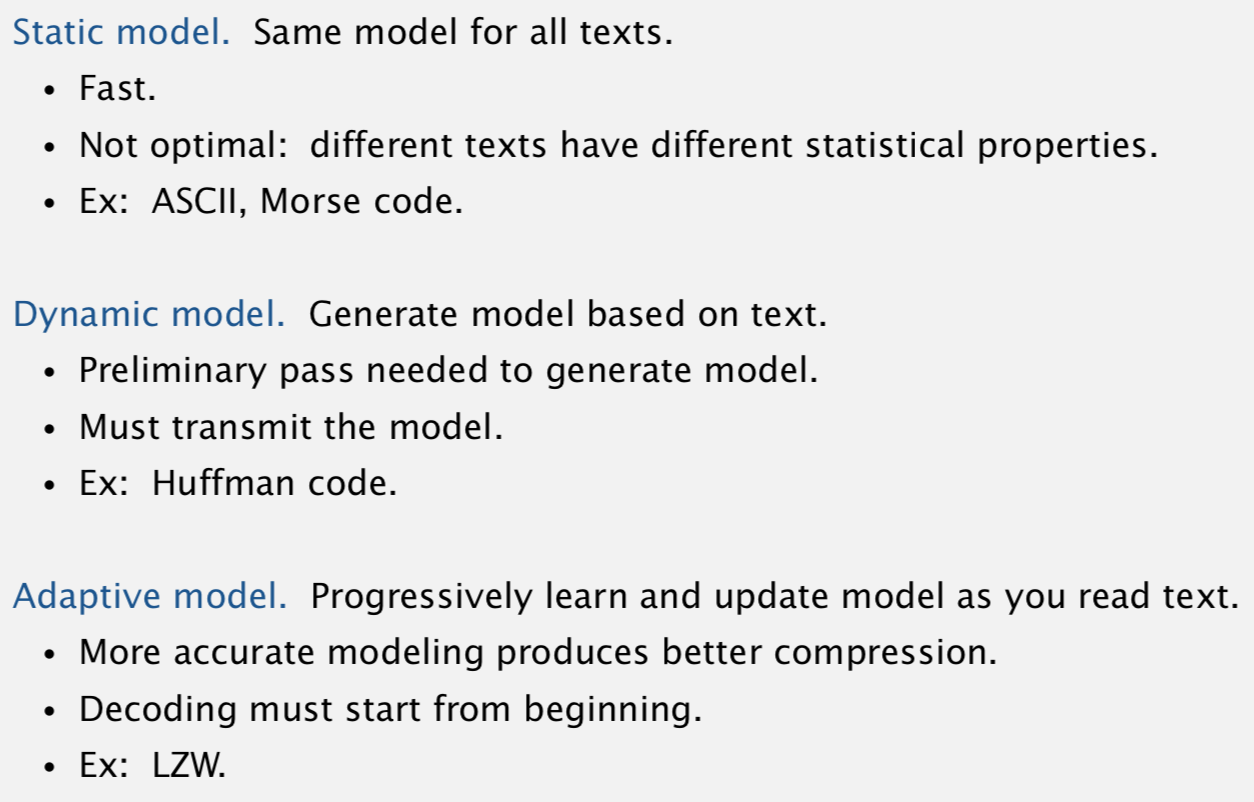 Static model. Same model for all texts.
• Fast.
• Not optimal: different texts have different statistical properties.
• Ex: ASCII, Morse code.
Dynamic model. Generate model based on text.
• Preliminary pass needed to generate model.
• Must transmit the model.
• Ex: Huffman code.
Adaptive model. Progressively learn and update model as you read text.
• More accurate modeling produces better compression.
• Decoding must start from beginning.
• Ex: LZW.